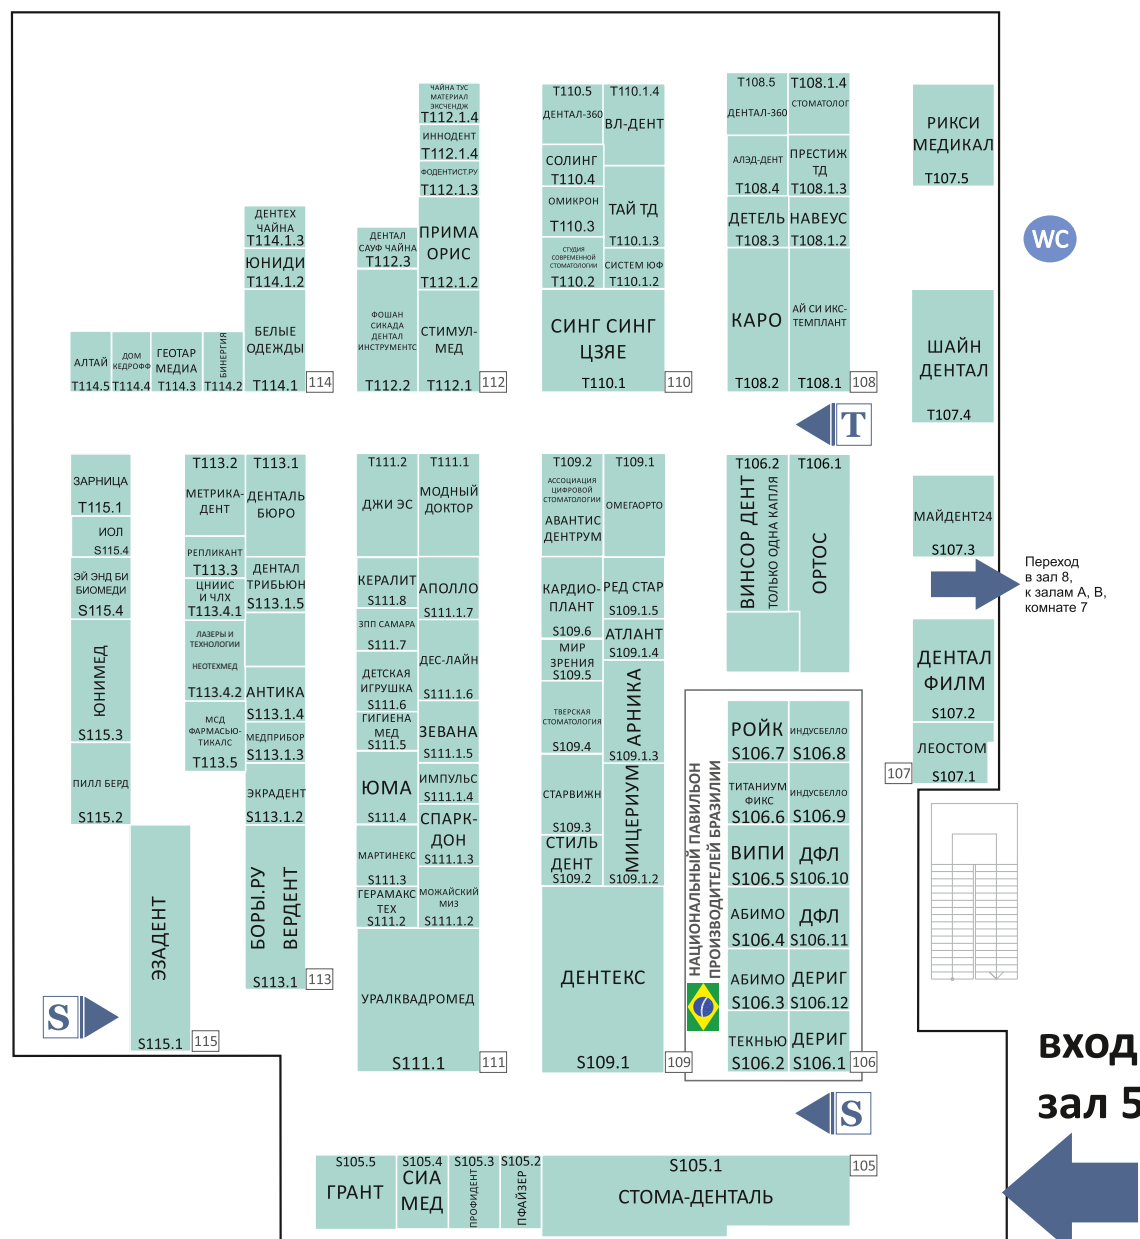 ЧАЙНА ТУС
МАТЕРИАЛ
ЭКСЧЕНДЖ
T112.1.4
ИННОДЕНТ
T112.1.4
ФОДЕНТИСТ.РУ
T112.1.3
ПРИМА
ОРИС
T112.1.2
СТИМУЛ-
МЕД
T112.1
ДЕНТАЛ
САУФ ЧАЙНА
T112.3
ФОШАН
СИКАДА
ДЕНТАЛ
ИНСТРУМЕНТС
T112.2
112
ДЕНТЕХ
ЧАЙНА
T114.1.3
ЮНИДИ
T114.1.2
БЕЛЫЕ
ОДЕЖДЫ
T114.1
114
АЛТАЙ
T114.5
ДОМ
КЕДРОФФ
T114.4
ГЕОТАР
МЕДИА
T114.3
БИНЕРГИЯ
T114.2
T110.5
ДЕНТАЛ-360
T110.1.4
ВЛ-ДЕНТ
СОЛИНГ
T110.4
ОМИКРОН
T110.3
ТАЙ ТД
T110.1.3
СТУДИЯ
СОВРЕМЕННОЙ
СТОМАТОЛОГИИ
T110.2
СИСТЕМ ЮФ
T110.1.2
СИНГ СИНГ
ЦЗЯЕ
T110.1
110
T108.5
ДЕНТАЛ-360
T108.1.4
СТОМАТОЛОГ
АЛЭД-ДЕНТ
T108.4
ПРЕСТИЖ
ТД
T108.1.3
ДЕТЕЛЬ
T108.3
НАВЕУС
T108.1.2
КАРО
T108.2
АЙ СИ ИКС-
ТЕМПЛАНТ
T108.1
108
РИКСИ
МЕДИКАЛ
T107.5
WC
ШАЙН
ДЕНТАЛ
T107.4
T
МАЙДЕНТ24
S107.3
Переход
в зал 8,
к залам А, В,
комнате 7
ДЕНТАЛ
ФИЛМ
S107.2
ЛЕОСТОМ
S107.1
107
ЗАРНИЦА
T115.1
ИОЛ
S115.4
ЭЙ ЭНД БИ
БИОМЕДИ
S115.4
ЮНИМЕД
S115.3
ПИЛЛ БЕРД
S115.2
ЭЗАДЕНТ
S115.1
115
S
T113.2
МЕТРИКА-
ДЕНТ
РЕПЛИКАНТ
T113.3
ЦНИИС
И ЧЛХ
T113.4.1
ЛАЗЕРЫ И
ТЕХНОЛОГИИ
НЕОТЕХМЕД
T113.4.2
МСД
ФАРМАСЬЮ-
ТИКАЛС
T113.5
T113.1
ДЕНТАЛЬ
БЮРО
ДЕНТАЛ
ТРИБЬЮН
S113.1.5
АНТИКА
S113.1.4
МЕДПРИБОР
S113.1.3
ЭКРАДЕНТ
S113.1.2
БОРЫ.РУ
ВЕРДЕНТ
S113.1
113
T111.2
ДЖИ ЭС
T111.1
МОДНЫЙ
ДОКТОР
КЕРАЛИТ
S111.8
ЗПП САМАРА
S111.7
ДЕТСКАЯ
ИГРУШКА
S111.6
ГИГИЕНА
МЕД
S111.5
ЮМА
S111.4
МАРТИНЕКС
S111.3
ГЕРАМАКС
ТЕХ
S111.2
АПОЛЛО
S111.1.7
ДЕС-ЛАЙН
S111.1.6
ЗЕВАНА
S111.1.5
ИМПУЛЬС
S111.1.4
СПАРК-
ДОН
S111.1.3
МОЖАЙСКИЙ
МИЗ
S111.1.2
УРАЛКВАДРОМЕД
S111.1
111
T109.2
АССОЦИАЦИЯ
ЦИФРОВОЙ
СТОМАТОЛОГИИ
АВАНТИС
ДЕНТРУМ
T109.1
ОМЕГАОРТО
КАРДИО-
ПЛАНТ
S109.6
МИР
ЗРЕНИЯ
S109.5
ТВЕРСКАЯ
СТОМАТОЛОГИЯ
S109.4
СТАРВИЖН
S109.3
СТИЛЬ
ДЕНТ
S109.2
РЕД СТАР
S109.1.5
АТЛАНТ
S109.1.4
АРНИКА
S109.1.3
МИЦЕРИУМ
S109.1.2
ДЕНТЕКС
S109.1
109
T106.2
ВИНСОР ДЕНТ
ТОЛЬКО ОДНА КАПЛЯ
T106.1
ОРТОС
НАЦИОНАЛЬНЫЙ ПАВИЛЬОН
ПРОИЗВОДИТЕЛЕЙ БРАЗИЛИИ
РОЙК
S106.7
ИНДУСБЕЛЛО
S106.8
ТИТАНИУМ
ФИКС
S106.6
ИНДУСБЕЛЛО
S106.9
ВИПИ
S106.5
ДФЛ
S106.10
АБИМО
S106.4
ДФЛ
S106.11
АБИМО
S106.3
ДЕРИГ
S106.12
ТЕКНЬЮ
S106.2
ДЕРИГ
S106.1
106
S
вход
зал 5
S105.5
ГРАНТ
S105.4
СИА
МЕД
S105.3
ПРОФИДЕНТ
S105.2
ПФАЙЗЕР
S105.1
СТОМА-ДЕНТАЛЬ
105